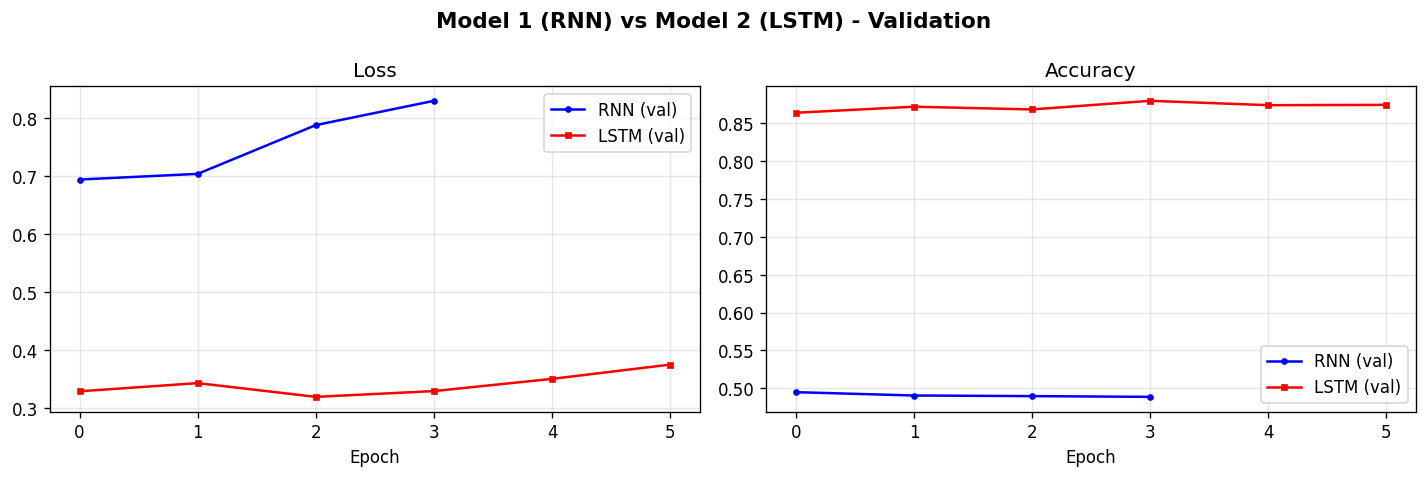 Model 1 (RNN) vs Model 2 (LSTM) - Validation
Loss
0.8
0.7
0.6
0.5
0.4
0.3
0 1 2 3 4 5
Epoch
RNN (val)
LSTM (val)
Accuracy
0.85
0.80
0.75
0.70
0.65
0.60
0.55
0.50
0 1 2 3 4 5
Epoch
RNN (val)
LSTM (val)